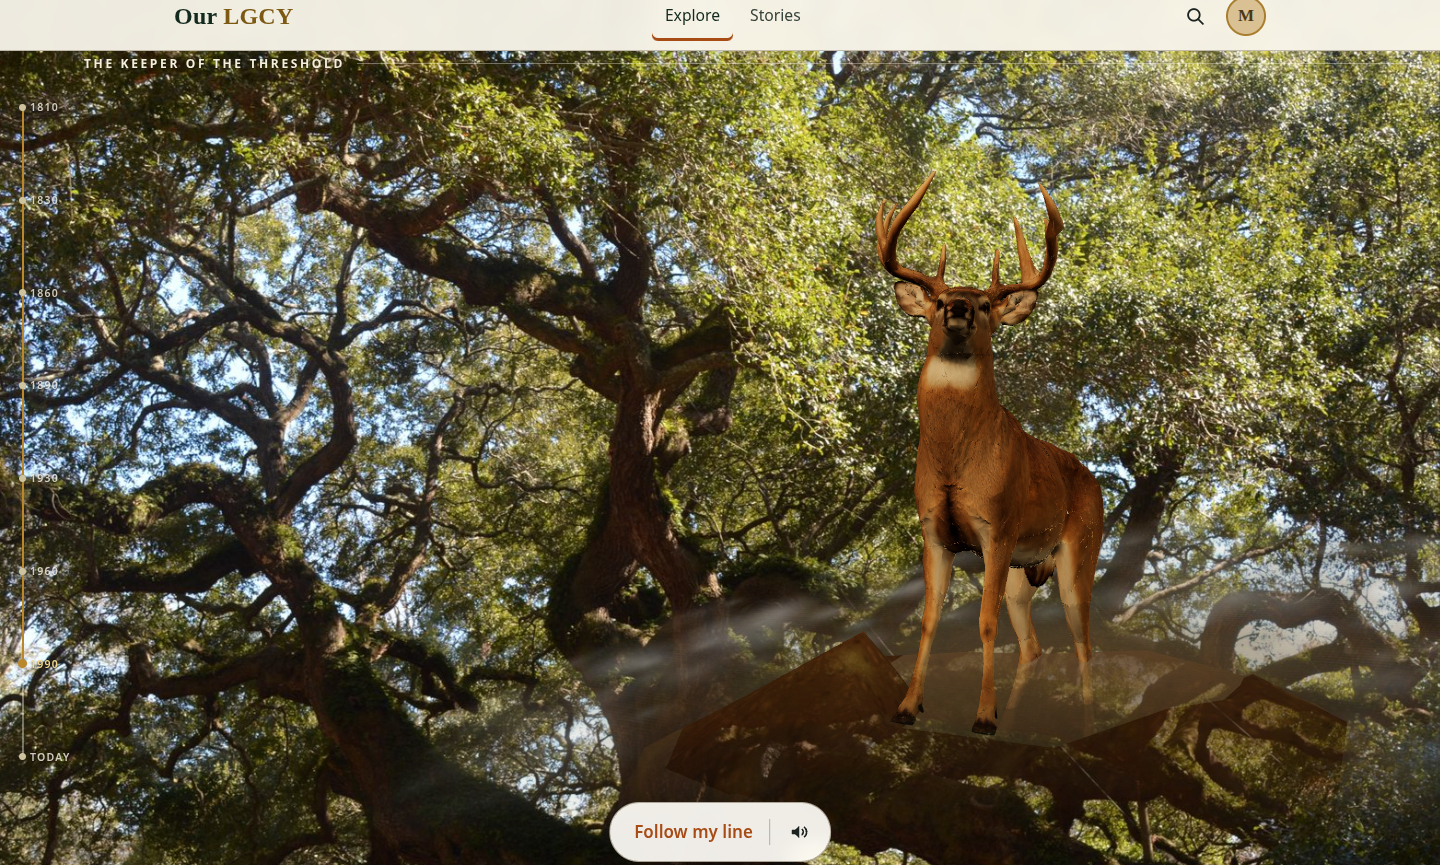 Our LGCY
Explore
Stories
M
THE KEEPER OF THE THRESHOLD
1810
1830
1860
1890
1930
1960
1990
TODAY
Follow my line